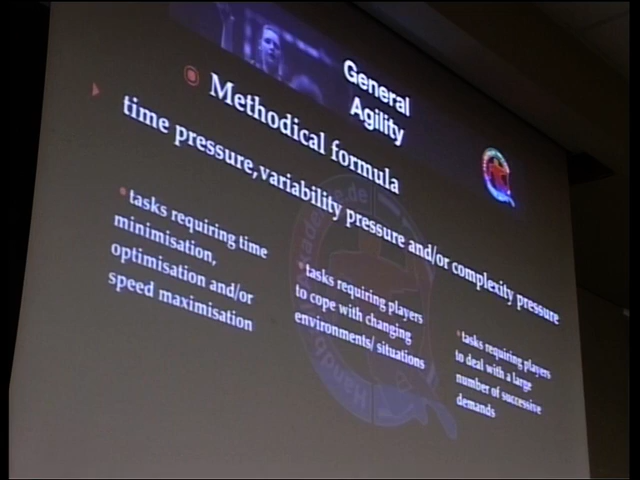 General
Agility
Methodical formula
time pressure,variability pressure and/or complexity pressure
tasks requiring time
minimisation,
optimisation and/or
speed maximisation
tasks requiring players
to cope with changing
environments/ situations
tasks requiring players
to deal with a large
number of successive
demands